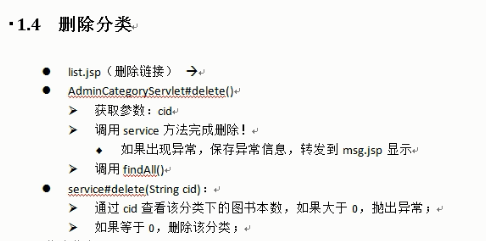 1.4 删除分类
list.jsp（删除链接） →
AdminCategoryServlet#delete()
获取参数：cid
调用 service 方法完成删除！
如果出现异常，保存异常信息，转发到 msg.jsp 显示
调用 findAll()
service#delete(String cid)：
通过 cid 查看该分类下的图书本数，如果大于 0，抛出异常；
如果等于 0，删除该分类；